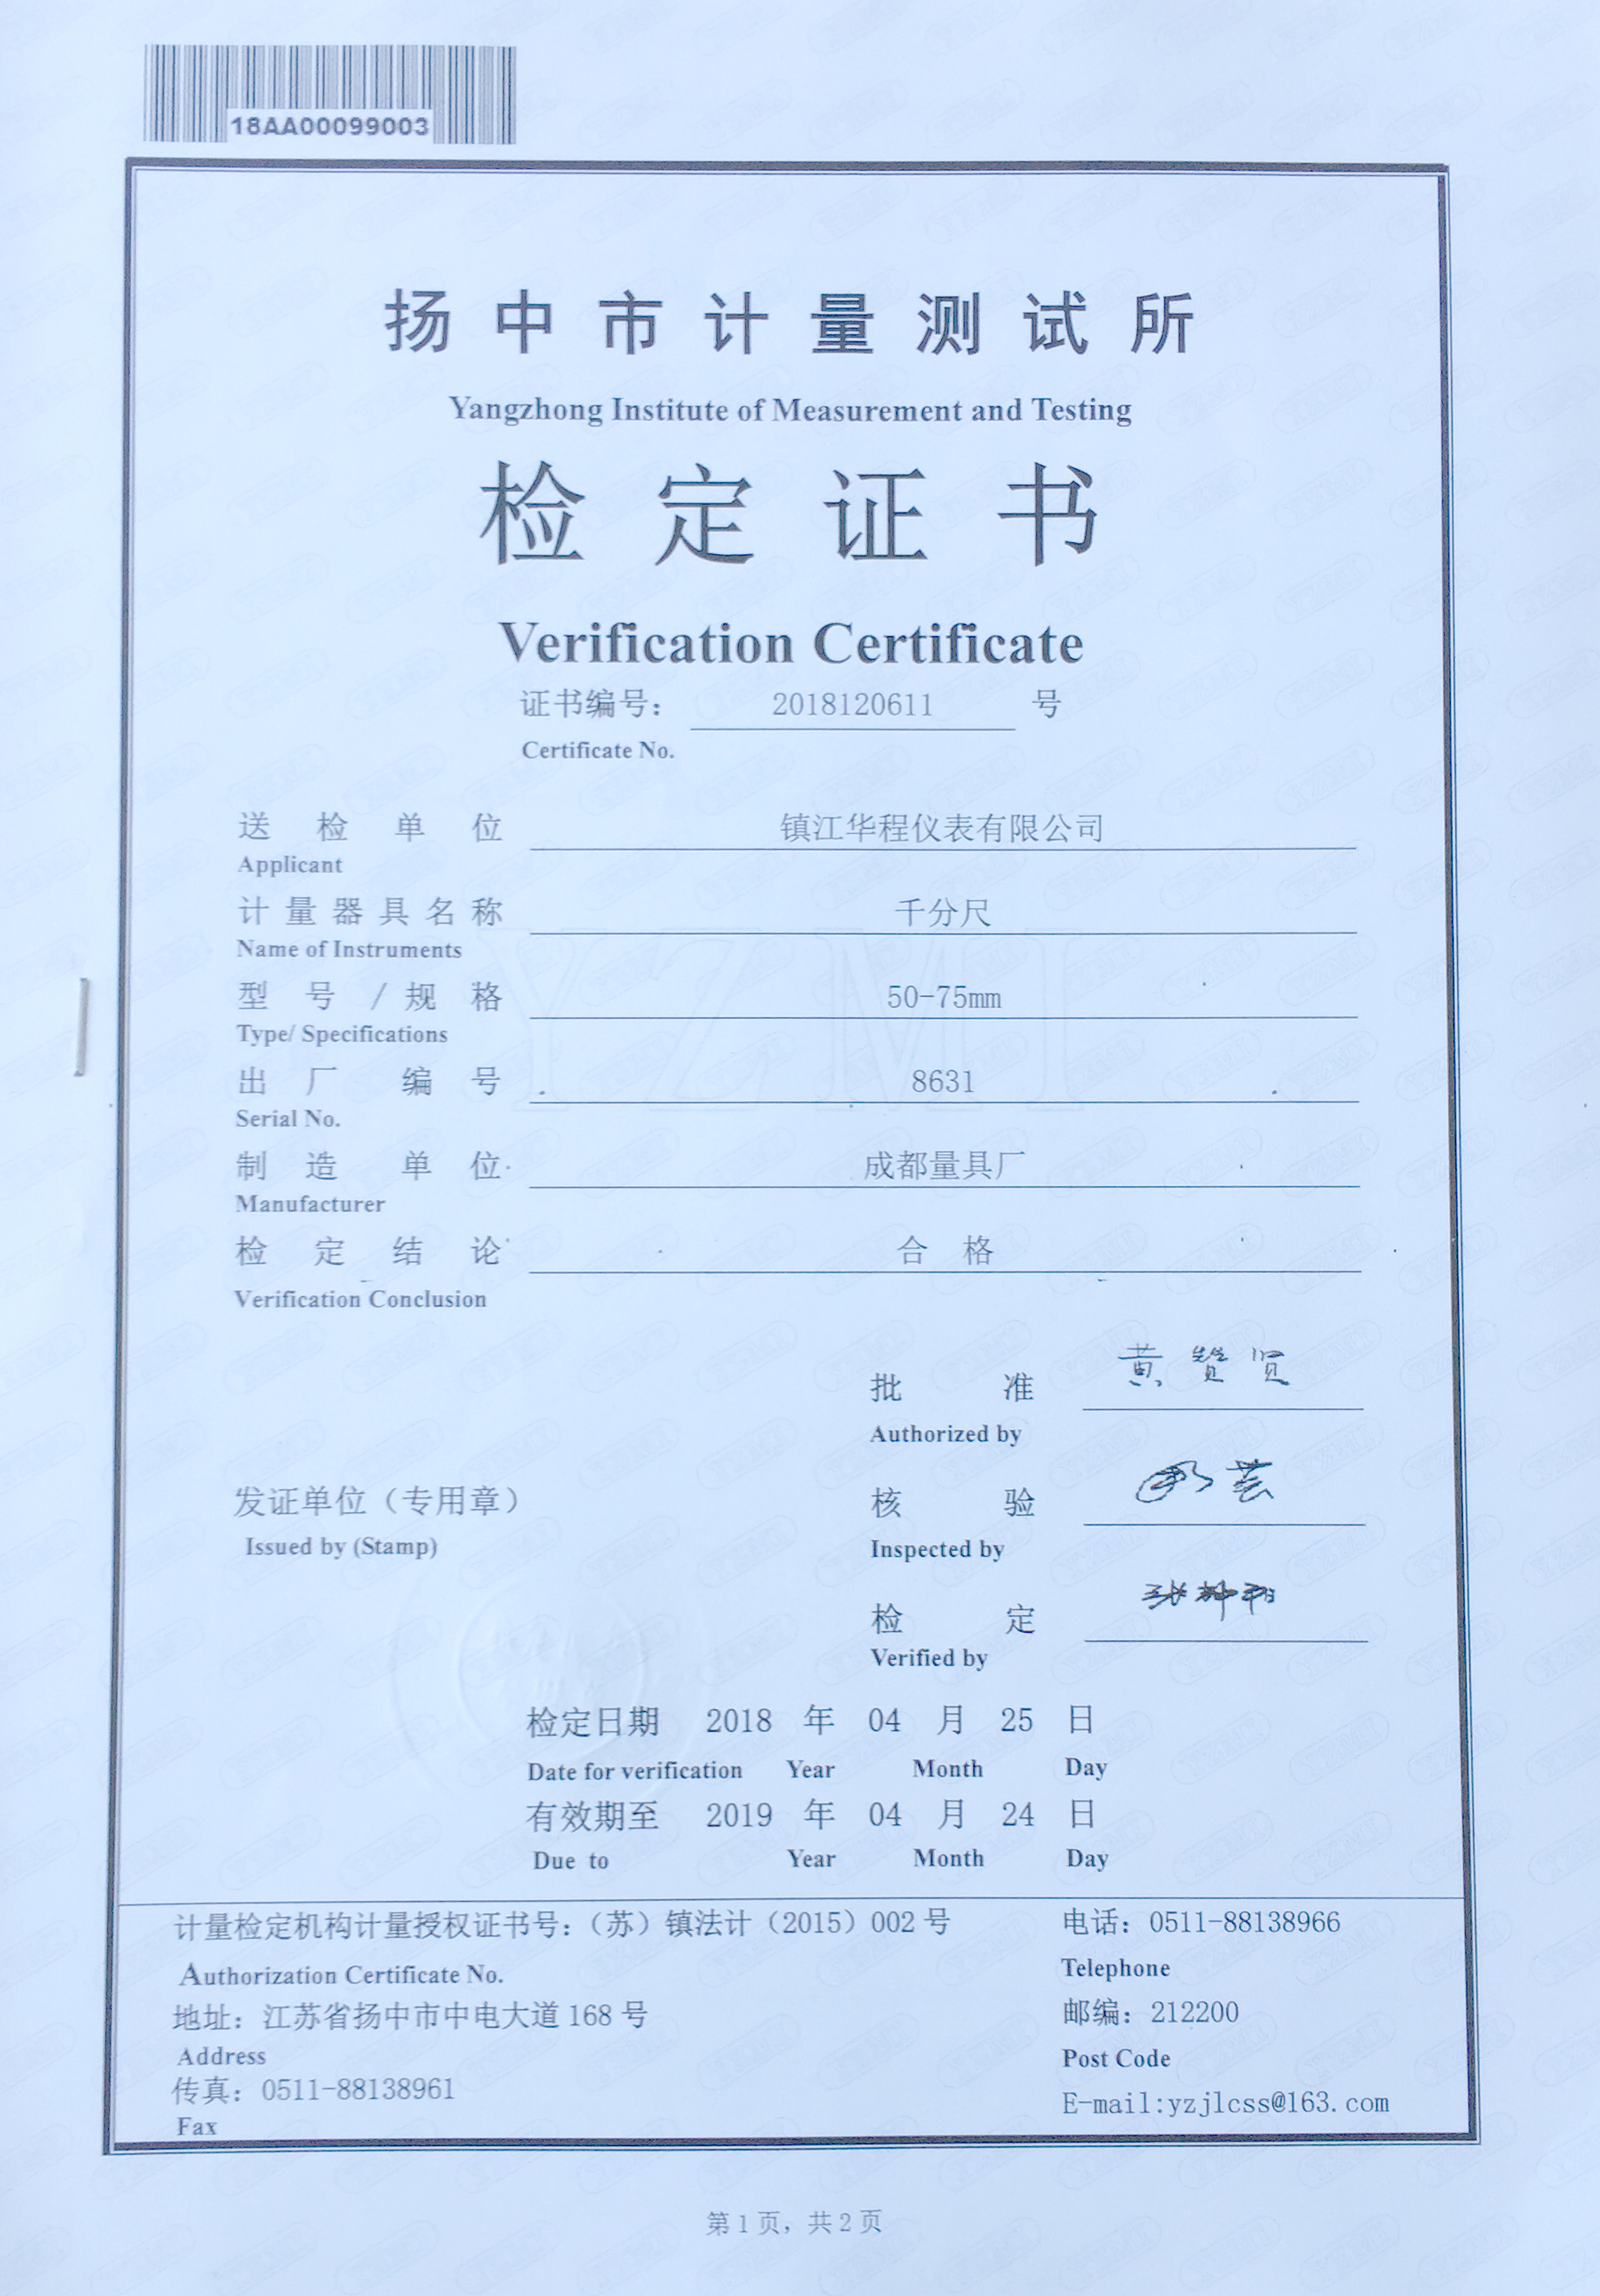 18AA00099003
扬中市计量测试所
Yangzhong Institute of Measurement and Testing
检定证书
Verification Certificate
证书编号： 2018120611 号
Certificate No.
送检单位 镇江华程仪表有限公司
Applicant
计量器具名称 千分尺
Name of Instruments
型号/规格 50-75mm
Type/ Specifications
出厂编号 8631
Serial No.
制造单位 成都量具厂
Manufacturer
检定结论 合格
Verification Conclusion
批准 黄赞贤
Authorized by
发证单位（专用章） 核验
Issued by (Stamp) Inspected by
检定
Verified by
检定日期 2018 年 04 月 25 日
Date for verification Year Month Day
有效期至 2019 年 04 月 24 日
Due to Year Month Day
计量检定机构计量授权证书号：（苏）镇法计（2015）002 号 电话：0511-88138966
Authorization Certificate No. Telephone
地址：江苏省扬中市中电大道 168 号 邮编：212200
Address Post Code
传真：0511-88138961 E-mail:yzjlcss@163.com
Fax
第 1 页，共 2 页
YZMI